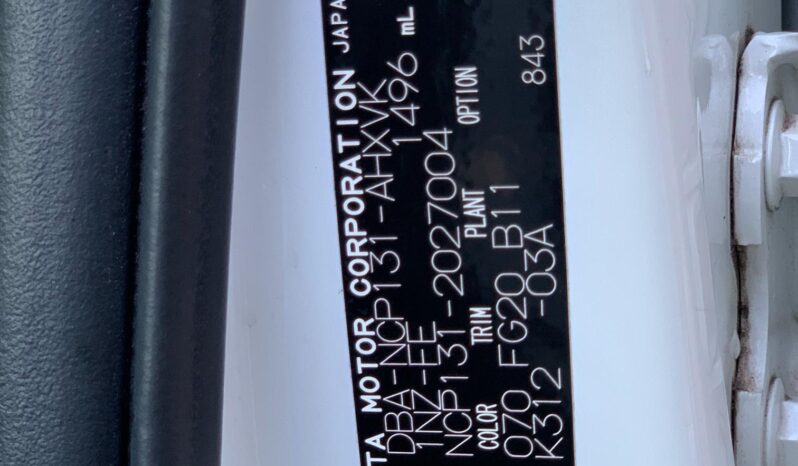 TA MOTOR CORPORATION JAPA
DBA-NCP131-AHXVK
1NZ-FE 1496 mL
NCP131-2027004
COLOR TRIM PLANT OPTION
070 FG20 B11 843
K312 -03A